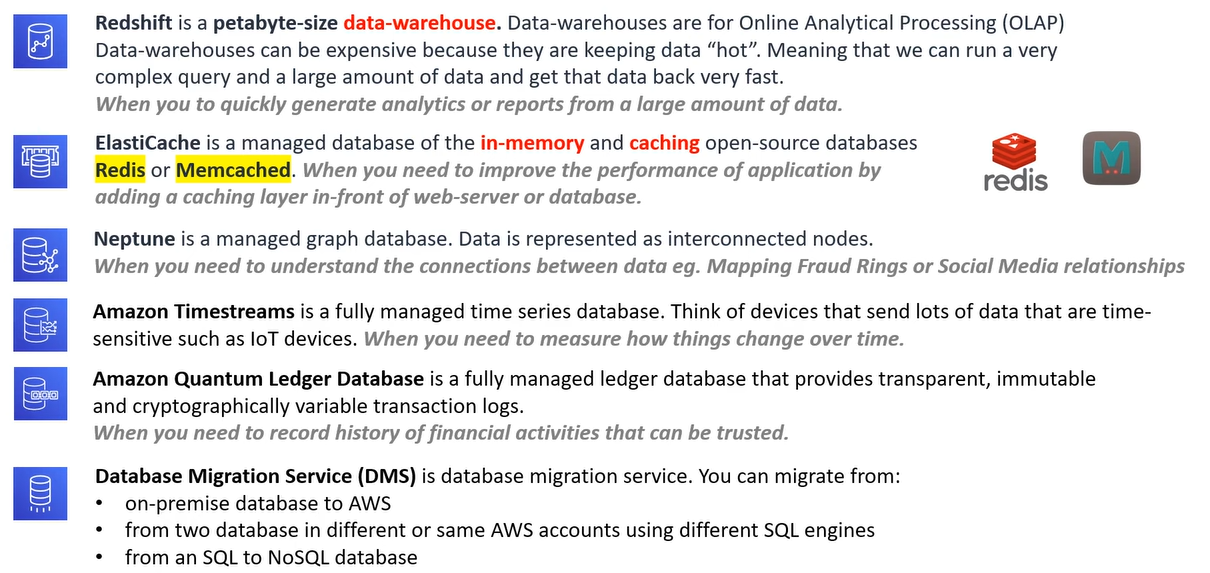 Redshift is a petabyte-size data-warehouse. Data-warehouses are for Online Analytical Processing (OLAP)
Data-warehouses can be expensive because they are keeping data “hot”. Meaning that we can run a very
complex query and a large amount of data and get that data back very fast.
When you to quickly generate analytics or reports from a large amount of data.
ElastiCache is a managed database of the in-memory and caching open-source databases
Redis or Memcached. When you need to improve the performance of application by
adding a caching layer in-front of web-server or database.
redis
M
Neptune is a managed graph database. Data is represented as interconnected nodes.
When you need to understand the connections between data eg. Mapping Fraud Rings or Social Media relationships
Amazon Timestreams is a fully managed time series database. Think of devices that send lots of data that are time-
sensitive such as IoT devices. When you need to measure how things change over time.
Amazon Quantum Ledger Database is a fully managed ledger database that provides transparent, immutable
and cryptographically variable transaction logs.
When you need to record history of financial activities that can be trusted.
Database Migration Service (DMS) is database migration service. You can migrate from:
• on-premise database to AWS
• from two database in different or same AWS accounts using different SQL engines
• from an SQL to NoSQL database